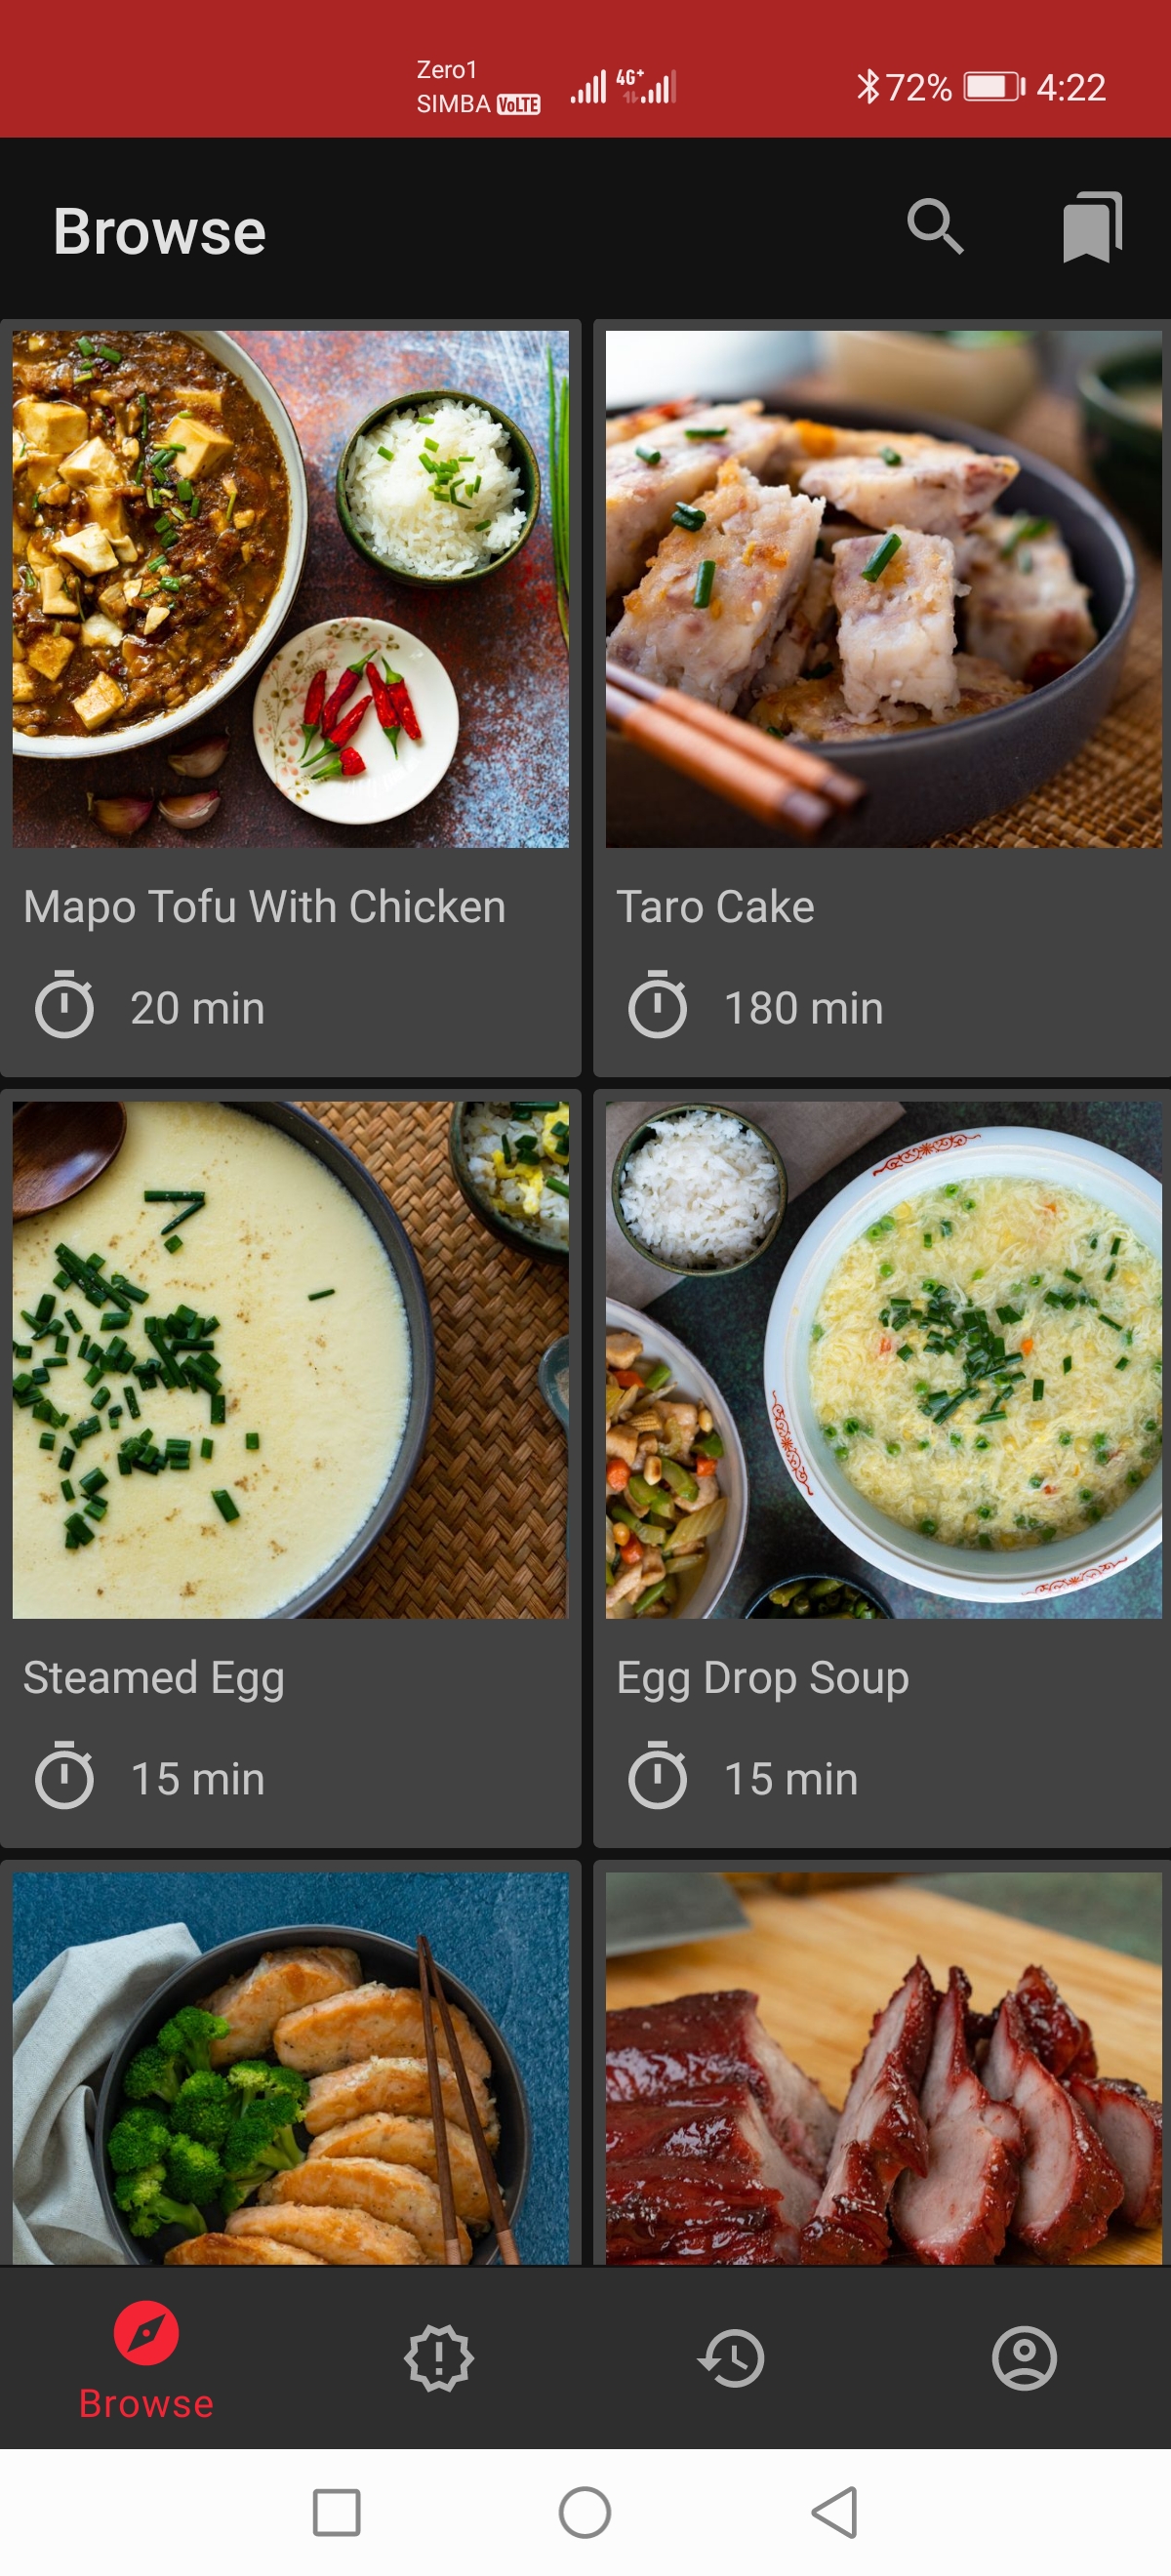 Zero1
SIMBA VoLTE
4G+
72%
4:22
Browse
Mapo Tofu With Chicken
Taro Cake
20 min
180 min
Steamed Egg
Egg Drop Soup
15 min
15 min
Browse